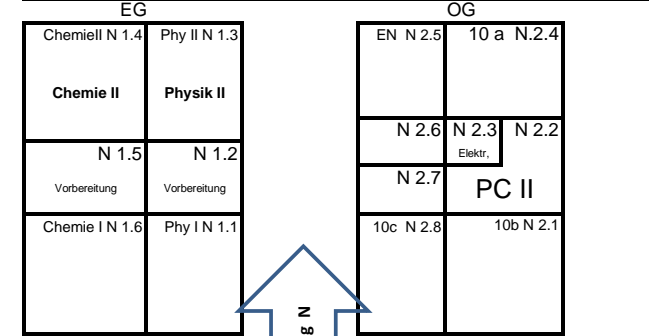 EG
OG
ChemieII N 1.4
Phy II N 1.3
Chemie II
Physik II
N 1.5
Vorbereitung
N 1.2
Vorbereitung
Chemie I N 1.6
Phy I N 1.1
EN N 2.5
10 a N.2.4
N 2.6
N 2.3
Elektr,
N 2.2
N 2.7
PC II
10c N 2.8
10b N 2.1
g N